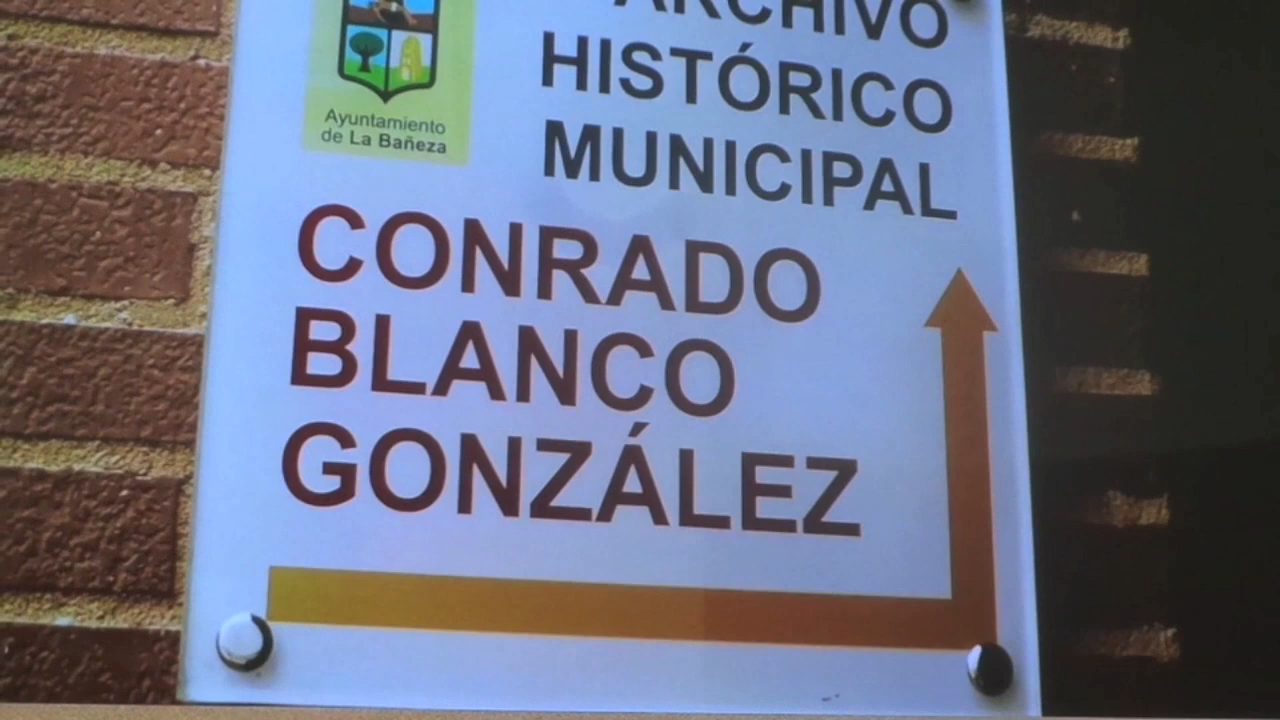 ARCHIVO
HISTÓRICO
MUNICIPAL
Ayuntamiento
de La Bañeza
CONRADO
BLANCO
GONZÁLEZ